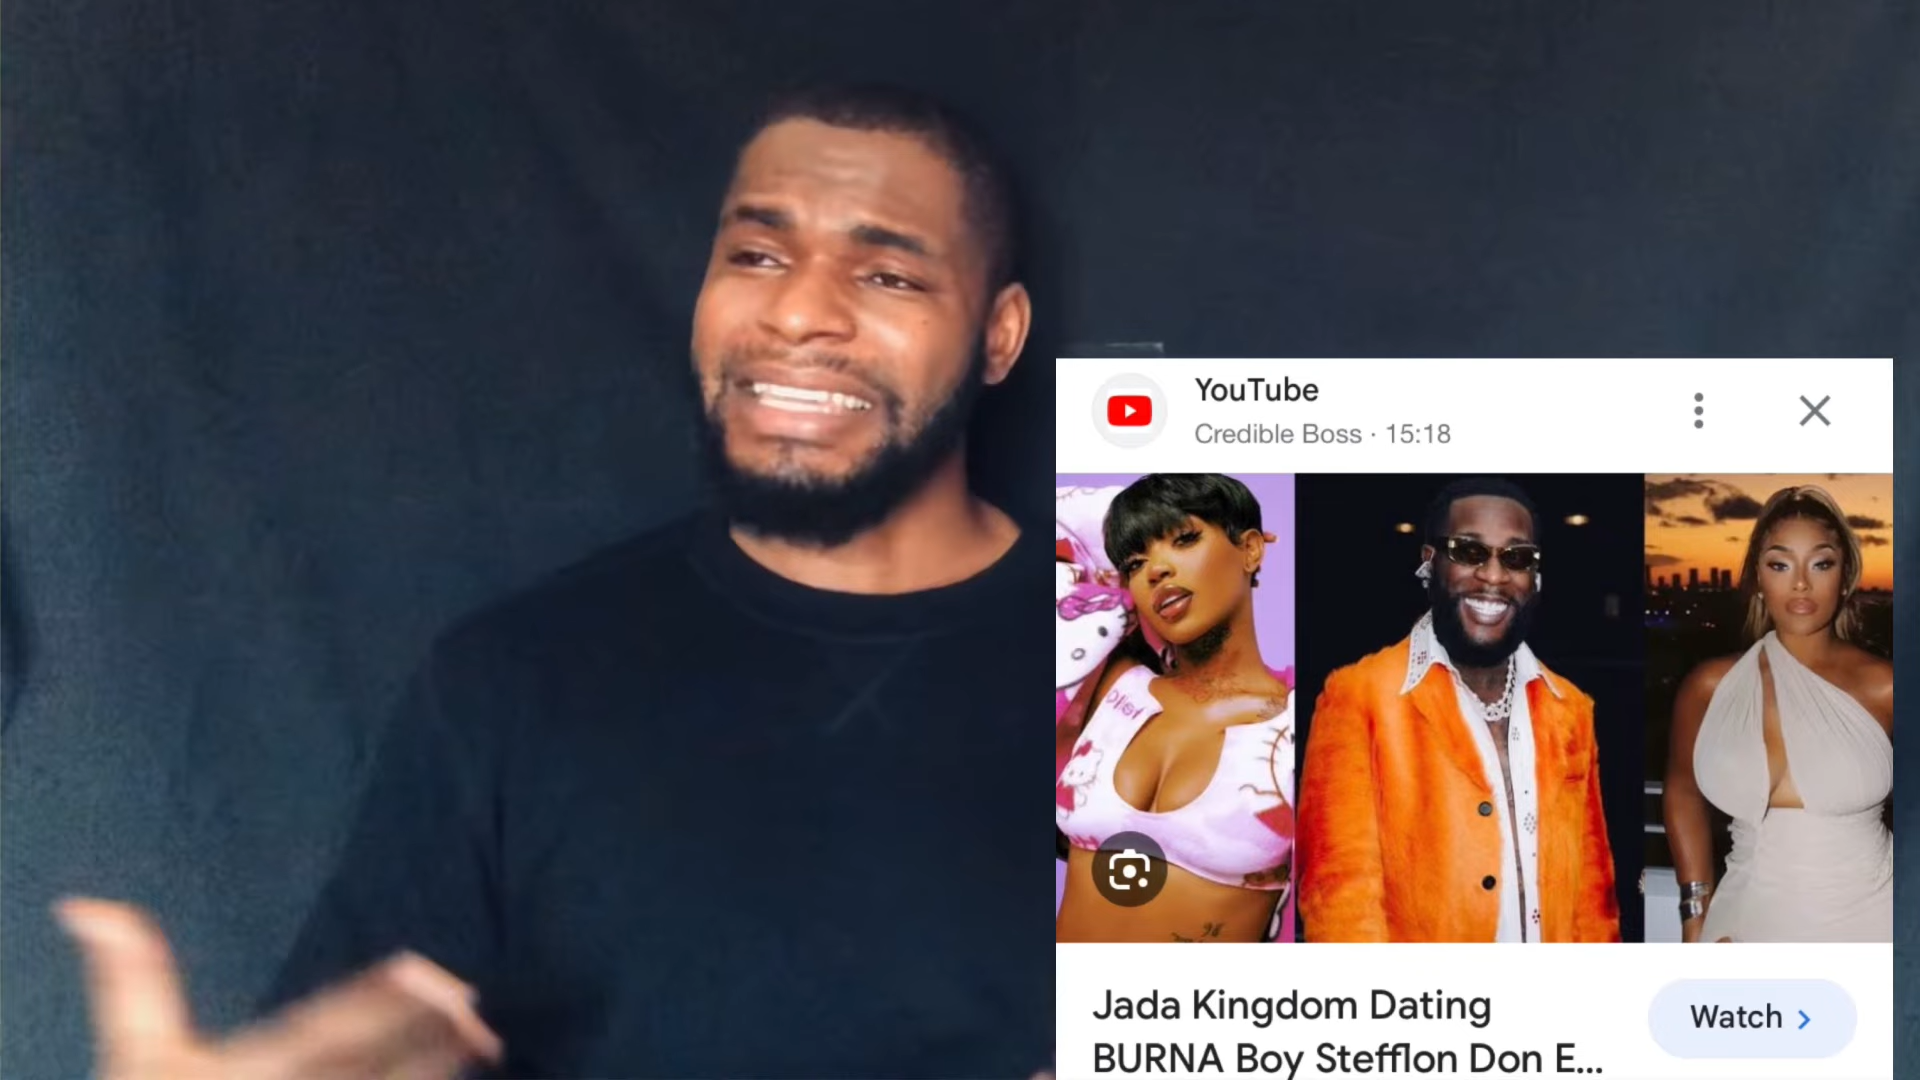 YouTube
Credible Boss · 15:18
Jada Kingdom Dating
BURNA Boy Stefflon Don E...
Watch